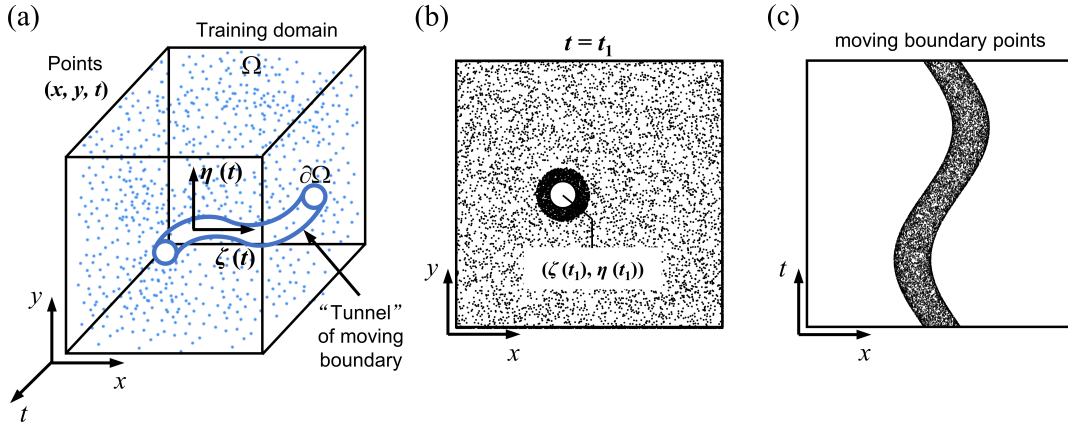 (a)
Training domain
Points
(x, y, t)
Ω
η (t)
∂Ω
ζ (t)
“Tunnel”
of moving
boundary
y
x
t
(b)
t = t₁
(ζ (t₁), η (t₁))
y
x
(c)
moving boundary points
t
x